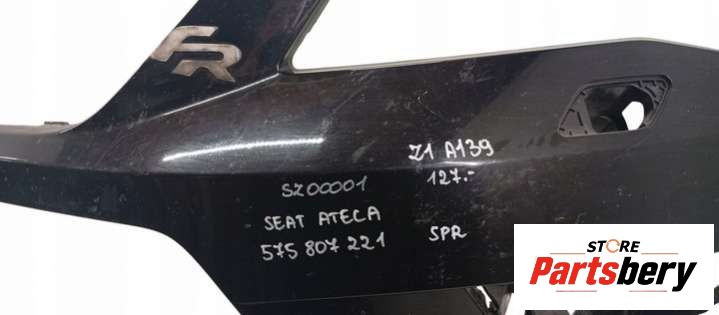 FR
Z1 A139
127.-
SZ00001
SEAT ATECA
575 807 221
SPR
STORE
Partsbery